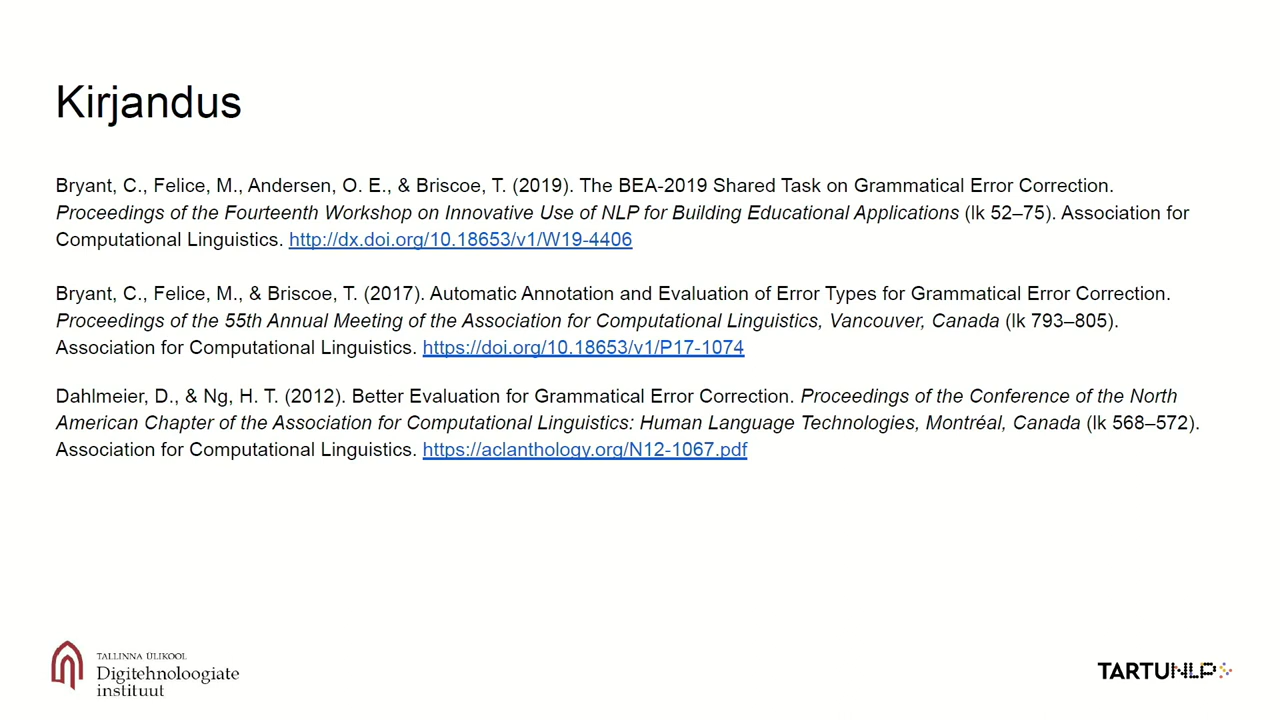 Kirjandus
Bryant, C., Felice, M., Andersen, O. E., & Briscoe, T. (2019). The BEA-2019 Shared Task on Grammatical Error Correction.
Proceedings of the Fourteenth Workshop on Innovative Use of NLP for Building Educational Applications (lk 52–75). Association for
Computational Linguistics. http://dx.doi.org/10.18653/v1/W19-4406
Bryant, C., Felice, M., & Briscoe, T. (2017). Automatic Annotation and Evaluation of Error Types for Grammatical Error Correction.
Proceedings of the 55th Annual Meeting of the Association for Computational Linguistics, Vancouver, Canada (lk 793–805).
Association for Computational Linguistics. https://doi.org/10.18653/v1/P17-1074
Dahlmeier, D., & Ng, H. T. (2012). Better Evaluation for Grammatical Error Correction. Proceedings of the Conference of the North
American Chapter of the Association for Computational Linguistics: Human Language Technologies, Montréal, Canada (lk 568–572).
Association for Computational Linguistics. https://aclanthology.org/N12-1067.pdf
TALLINNA ÜLIKOOL
Digitehnoloogiate
instituut
TARTUNLP